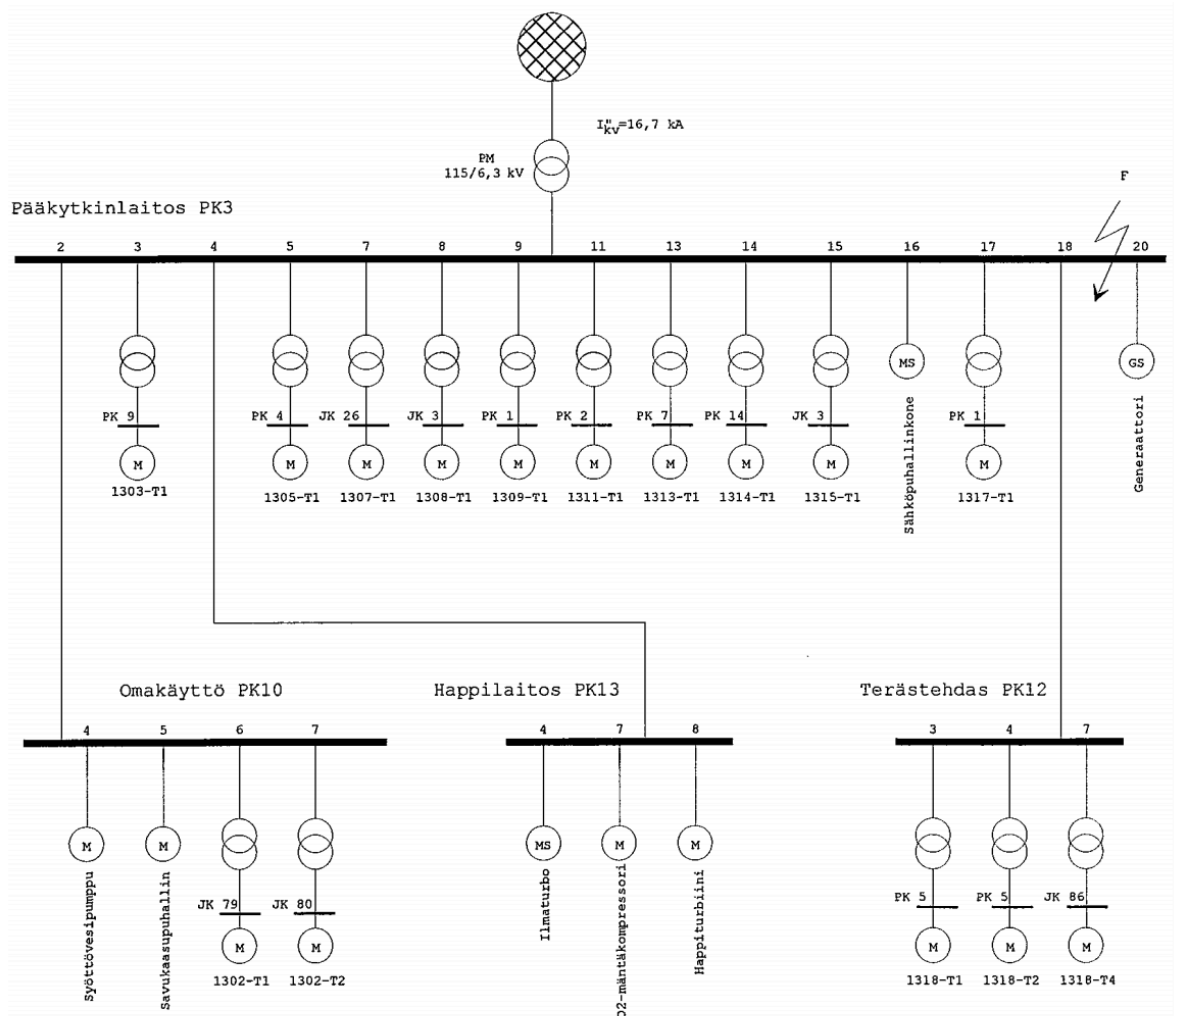 I"kv=16,7 kA
PM
115/6,3 kV
F
Pääkytkinlaitos PK3
2 3 4 5 7 8 9 11 13 14 15 16 17 18 20
MS GS
PK 9 PK 4 JK 26 JK 3 PK 1 PK 2 PK 7 PK 14 JK 3 PK 1
M M M M M M M M M M
1303-T1 1305-T1 1307-T1 1308-T1 1309-T1 1311-T1 1313-T1 1314-T1 1315-T1 1317-T1
Sähköpuhallinkone
Generaattori
Omakäyttö PK10
4 5 6 7
M M
Syöttövesipumppu
Savukaasupuhallin
JK 79 JK 80
M M
1302-T1 1302-T2
Happilaitos PK13
4 7 8
MS M M
Ilmaturbo
O2-mäntäkompressori
Happiturbiini
Terästehdas PK12
3 4 7
PK 5 PK 5 JK 86
M M M
1318-T1 1318-T2 1318-T4